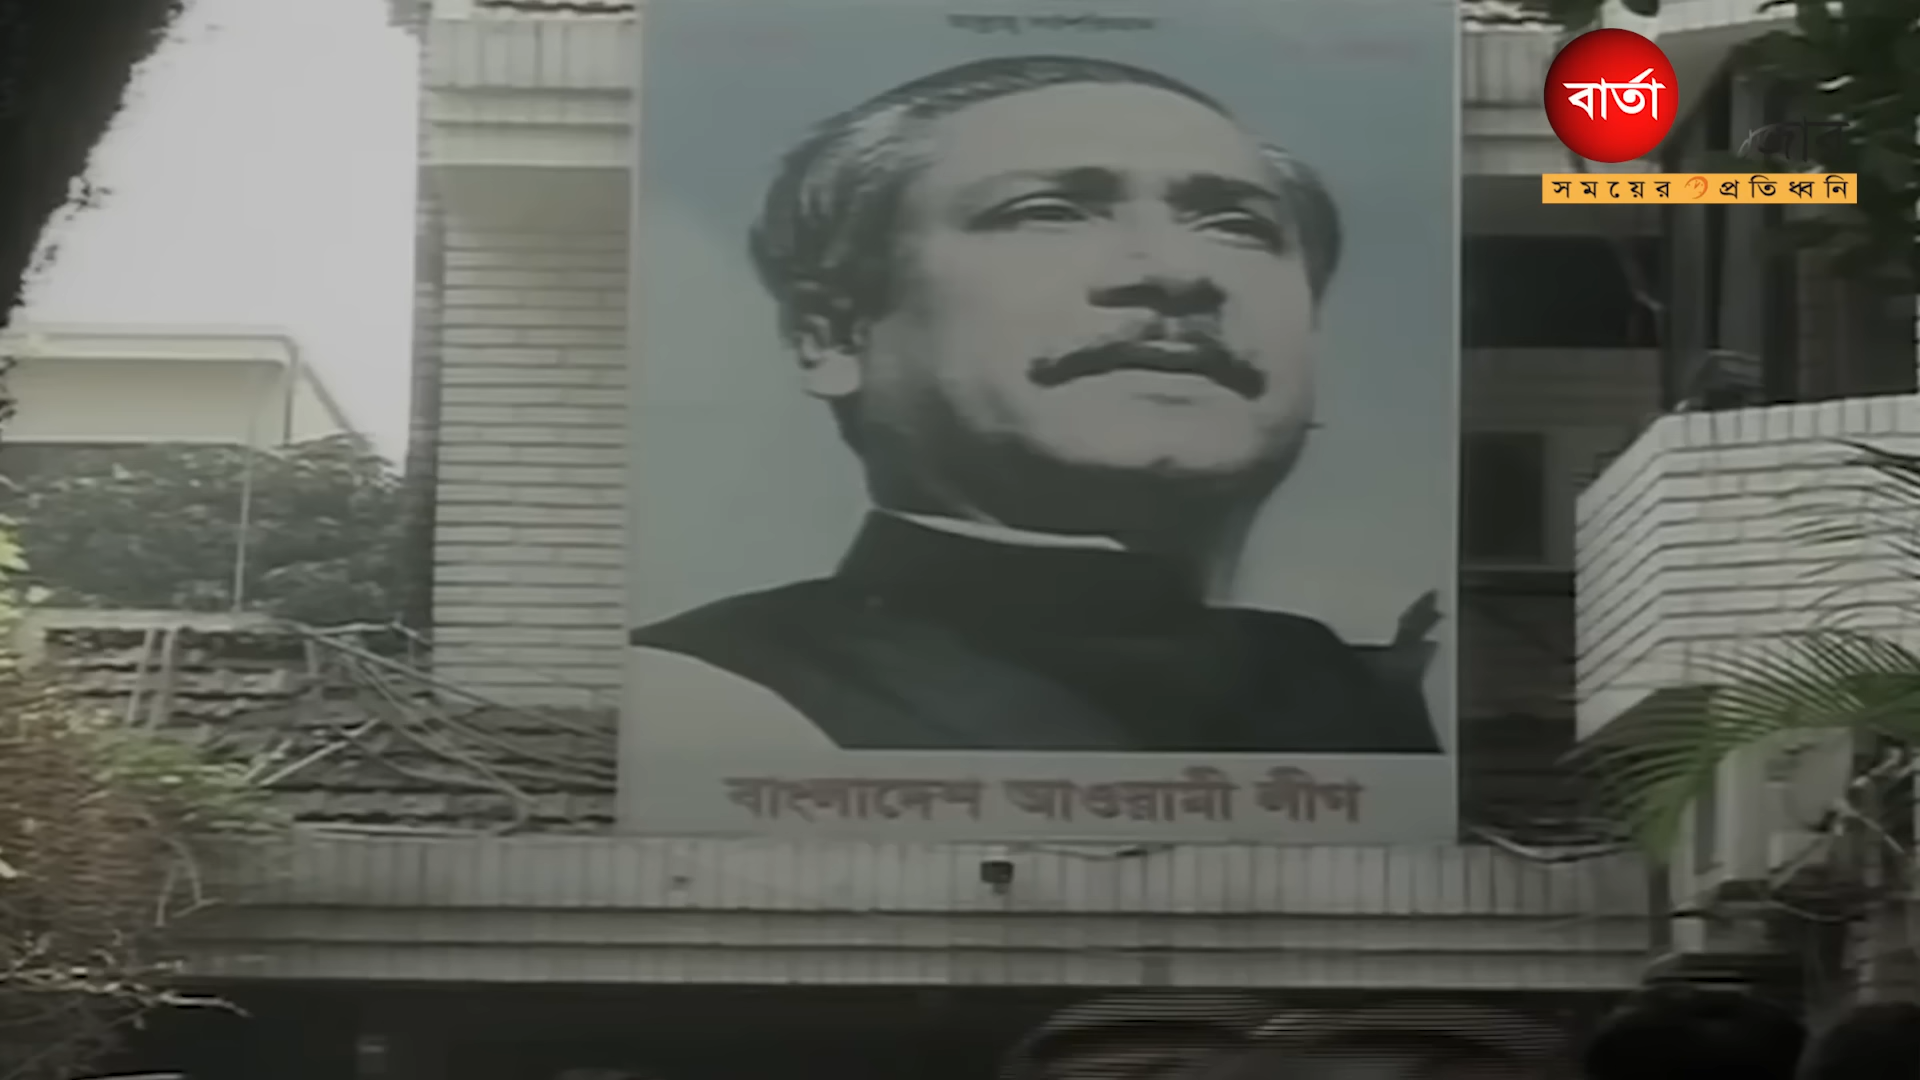 বার্তা
সময়ের প্রতিধ্বনি
বাংলাদেশ আওয়ামী লীগ